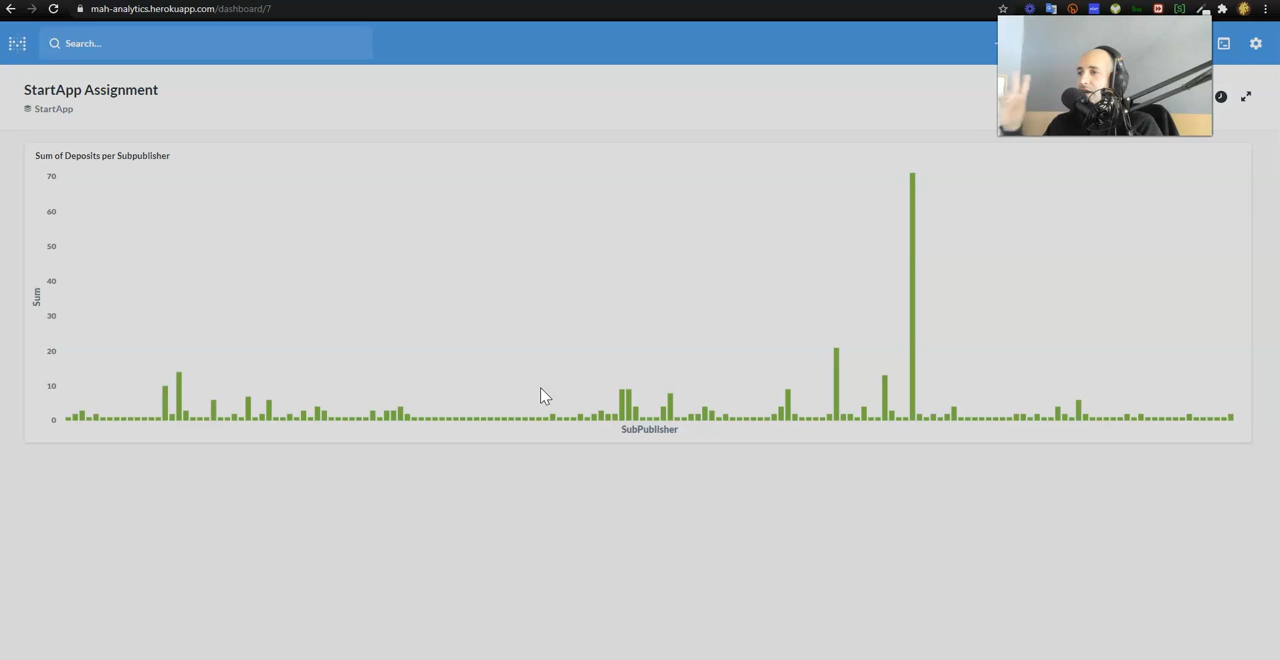 mah-analytics.herokuapp.com/dashboard/7
Search...
StartApp Assignment
StartApp
Sum of Deposits per Subpublisher
70
60
50
40
30
20
10
0
Sum
SubPublisher